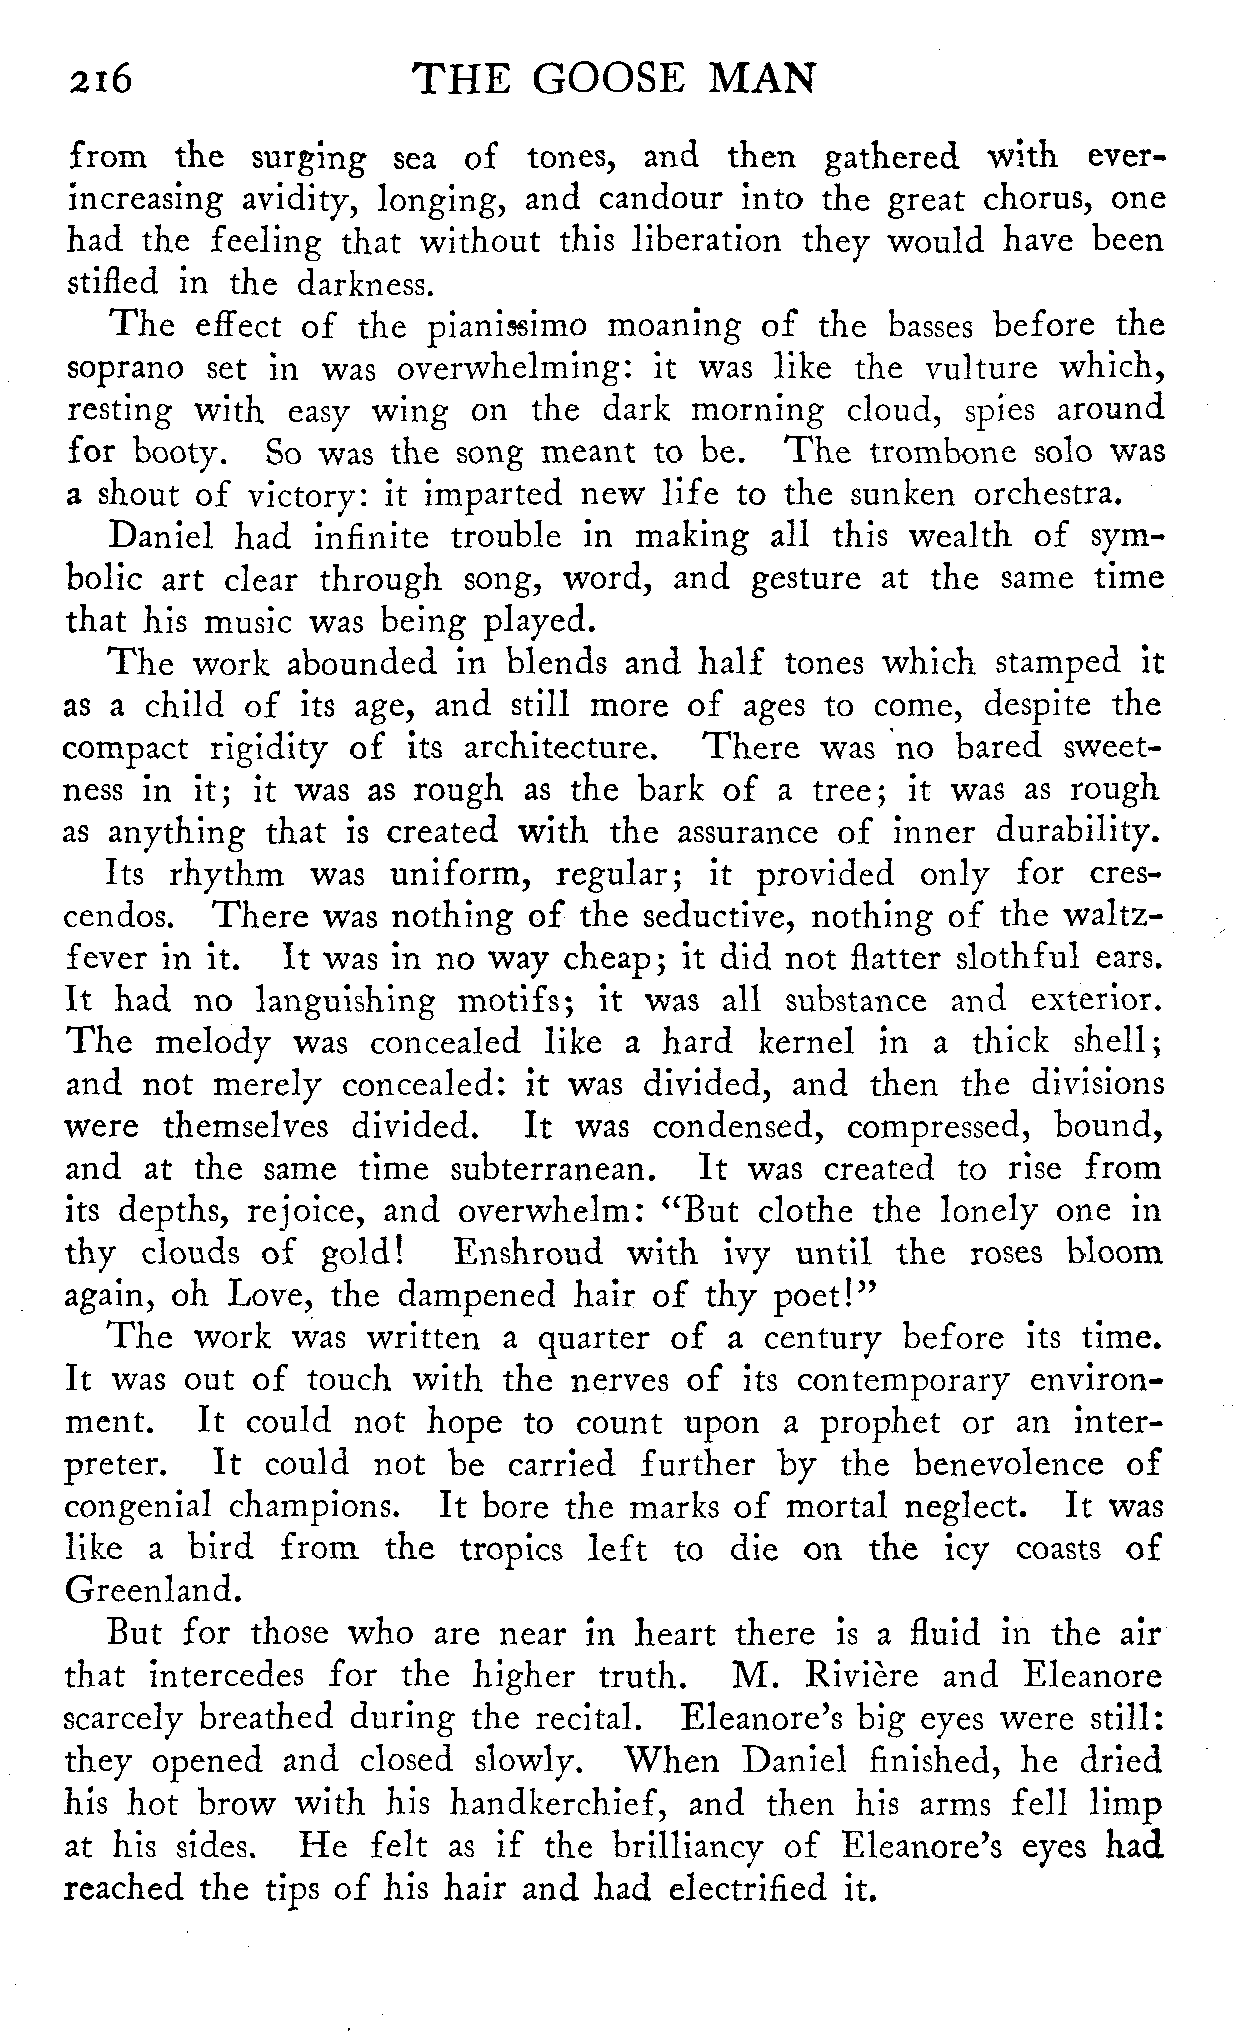 216 THE GOOSE MAN
from the surging sea of tones, and then gathered with ever-
increasing avidity, longing, and candour into the great chorus, one
had the feeling that without this liberation they would have been
stifled in the darkness.
The effect of the pianissimo moaning of the basses before the
soprano set in was overwhelming: it was like the vulture which,
resting with easy wing on the dark morning cloud, spies around
for booty. So was the song meant to be. The trombone solo was
a shout of victory: it imparted new life to the sunken orchestra.
Daniel had infinite trouble in making all this wealth of sym-
bolic art clear through song, word, and gesture at the same time
that his music was being played.
The work abounded in blends and half tones which stamped it
as a child of its age, and still more of ages to come, despite the
compact rigidity of its architecture. There was no bared sweet-
ness in it; it was as rough as the bark of a tree; it was as rough
as anything that is created with the assurance of inner durability.
Its rhythm was uniform, regular; it provided only for cres-
cendos. There was nothing of the seductive, nothing of the waltz-
fever in it. It was in no way cheap; it did not flatter slothful ears.
It had no languishing motifs; it was all substance and exterior.
The melody was concealed like a hard kernel in a thick shell;
and not merely concealed: it was divided, and then the divisions
were themselves divided. It was condensed, compressed, bound,
and at the same time subterranean. It was created to rise from
its depths, rejoice, and overwhelm: “But clothe the lonely one in
thy clouds of gold! Enshroud with ivy until the roses bloom
again, oh Love, the dampened hair of thy poet!”
The work was written a quarter of a century before its time.
It was out of touch with the nerves of its contemporary environ-
ment. It could not hope to count upon a prophet or an inter-
preter. It could not be carried further by the benevolence of
congenial champions. It bore the marks of mortal neglect. It was
like a bird from the tropics left to die on the icy coasts of
Greenland.
But for those who are near in heart there is a fluid in the air
that intercedes for the higher truth. M. Rivière and Eleanore
scarcely breathed during the recital. Eleanore’s big eyes were still:
they opened and closed slowly. When Daniel finished, he dried
his hot brow with his handkerchief, and then his arms fell limp
at his sides. He felt as if the brilliancy of Eleanore’s eyes had
reached the tips of his hair and had electrified it.